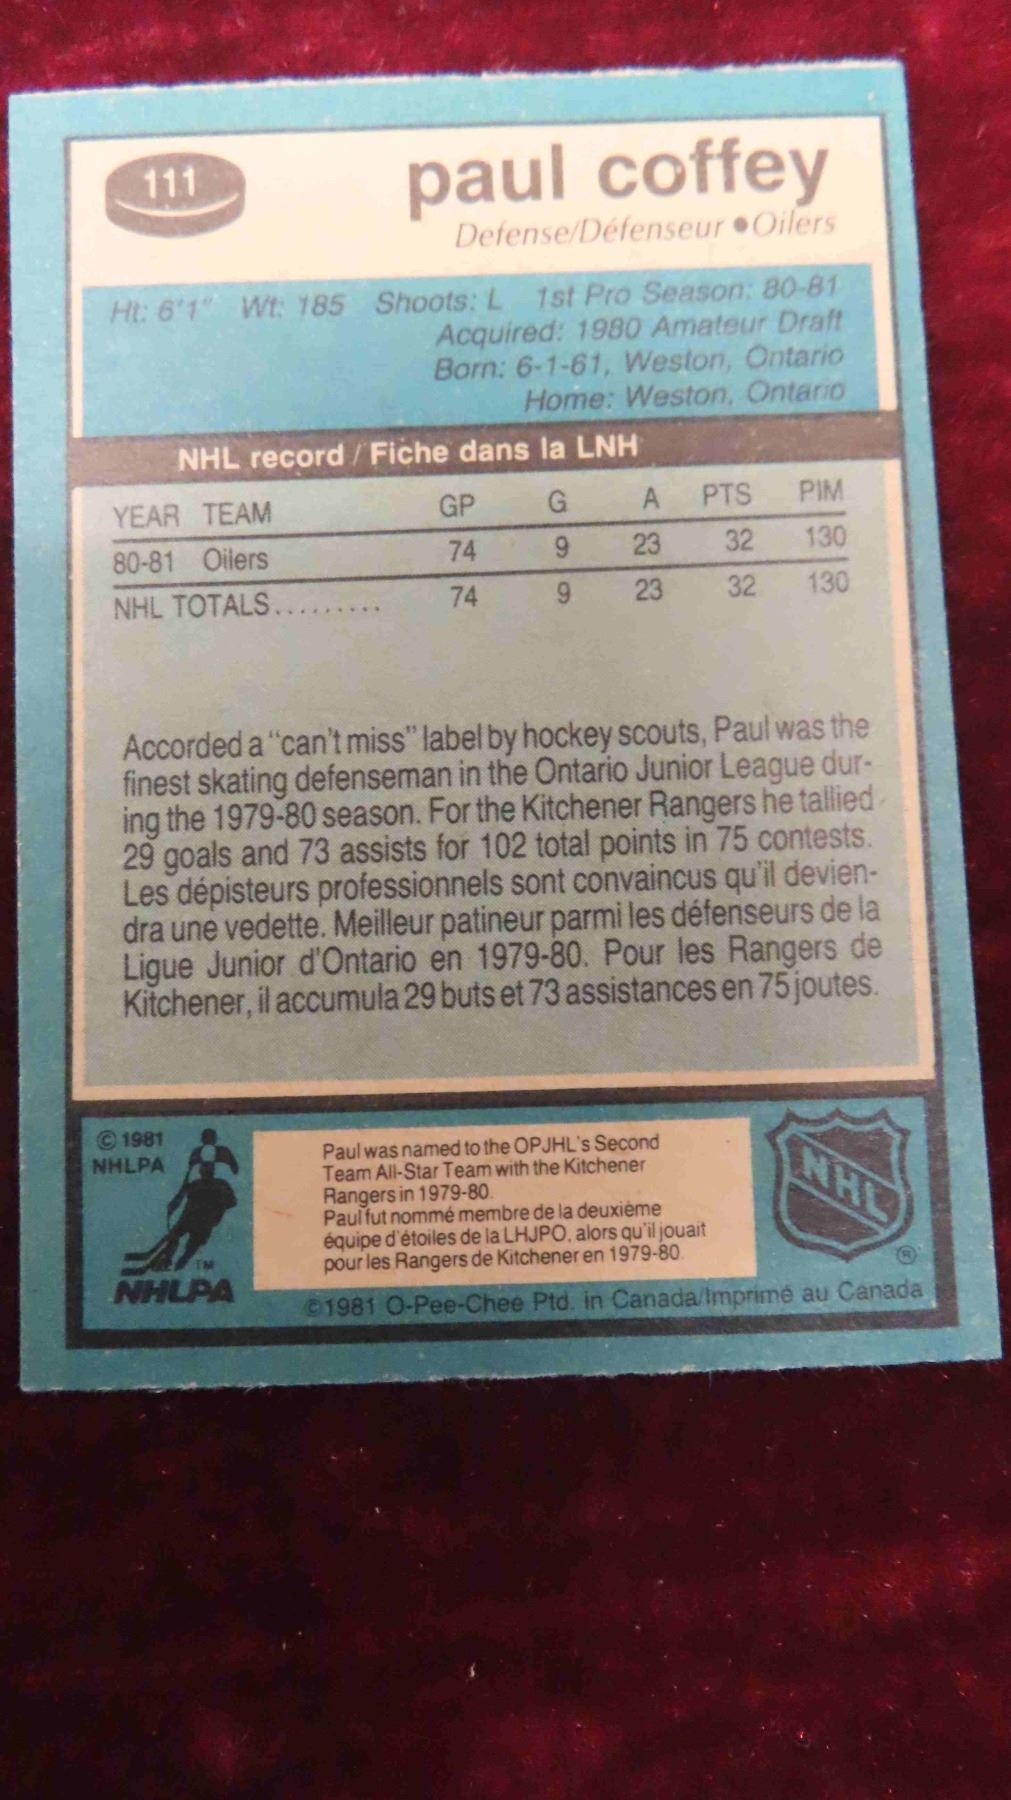 111
paul coffey
Defense/Défenseur ● Oilers
Ht: 6'1" Wt: 185 Shoots: L 1st Pro Season: 80-81
Acquired: 1980 Amateur Draft
Born: 6-1-61, Weston, Ontario
Home: Weston, Ontario
NHL record / Fiche dans la LNH
YEAR TEAM GP G A PTS PIM
80-81 Oilers 74 9 23 32 130
NHL TOTALS......... 74 9 23 32 130
Accorded a "can't miss" label by hockey scouts, Paul was the
finest skating defenseman in the Ontario Junior League dur-
ing the 1979-80 season. For the Kitchener Rangers he tallied
29 goals and 73 assists for 102 total points in 75 contests.
Les dépisteurs professionnels sont convaincus qu'il devien-
dra une vedette. Meilleur patineur parmi les défenseurs de la
Ligue Junior d'Ontario en 1979-80. Pour les Rangers de
Kitchener, il accumula 29 buts et 73 assistances en 75 joutes.
© 1981
NHLPA
TM
NHLPA
Paul was named to the OPJHL's Second
Team All-Star Team with the Kitchener
Rangers in 1979-80.
Paul fut nommé membre de la deuxième
équipe d'étoiles de la LHJPO, alors qu'il jouait
pour les Rangers de Kitchener en 1979-80.
NHL
®
©1981 O-Pee-Chee Ptd. in Canada/Imprimé au Canada